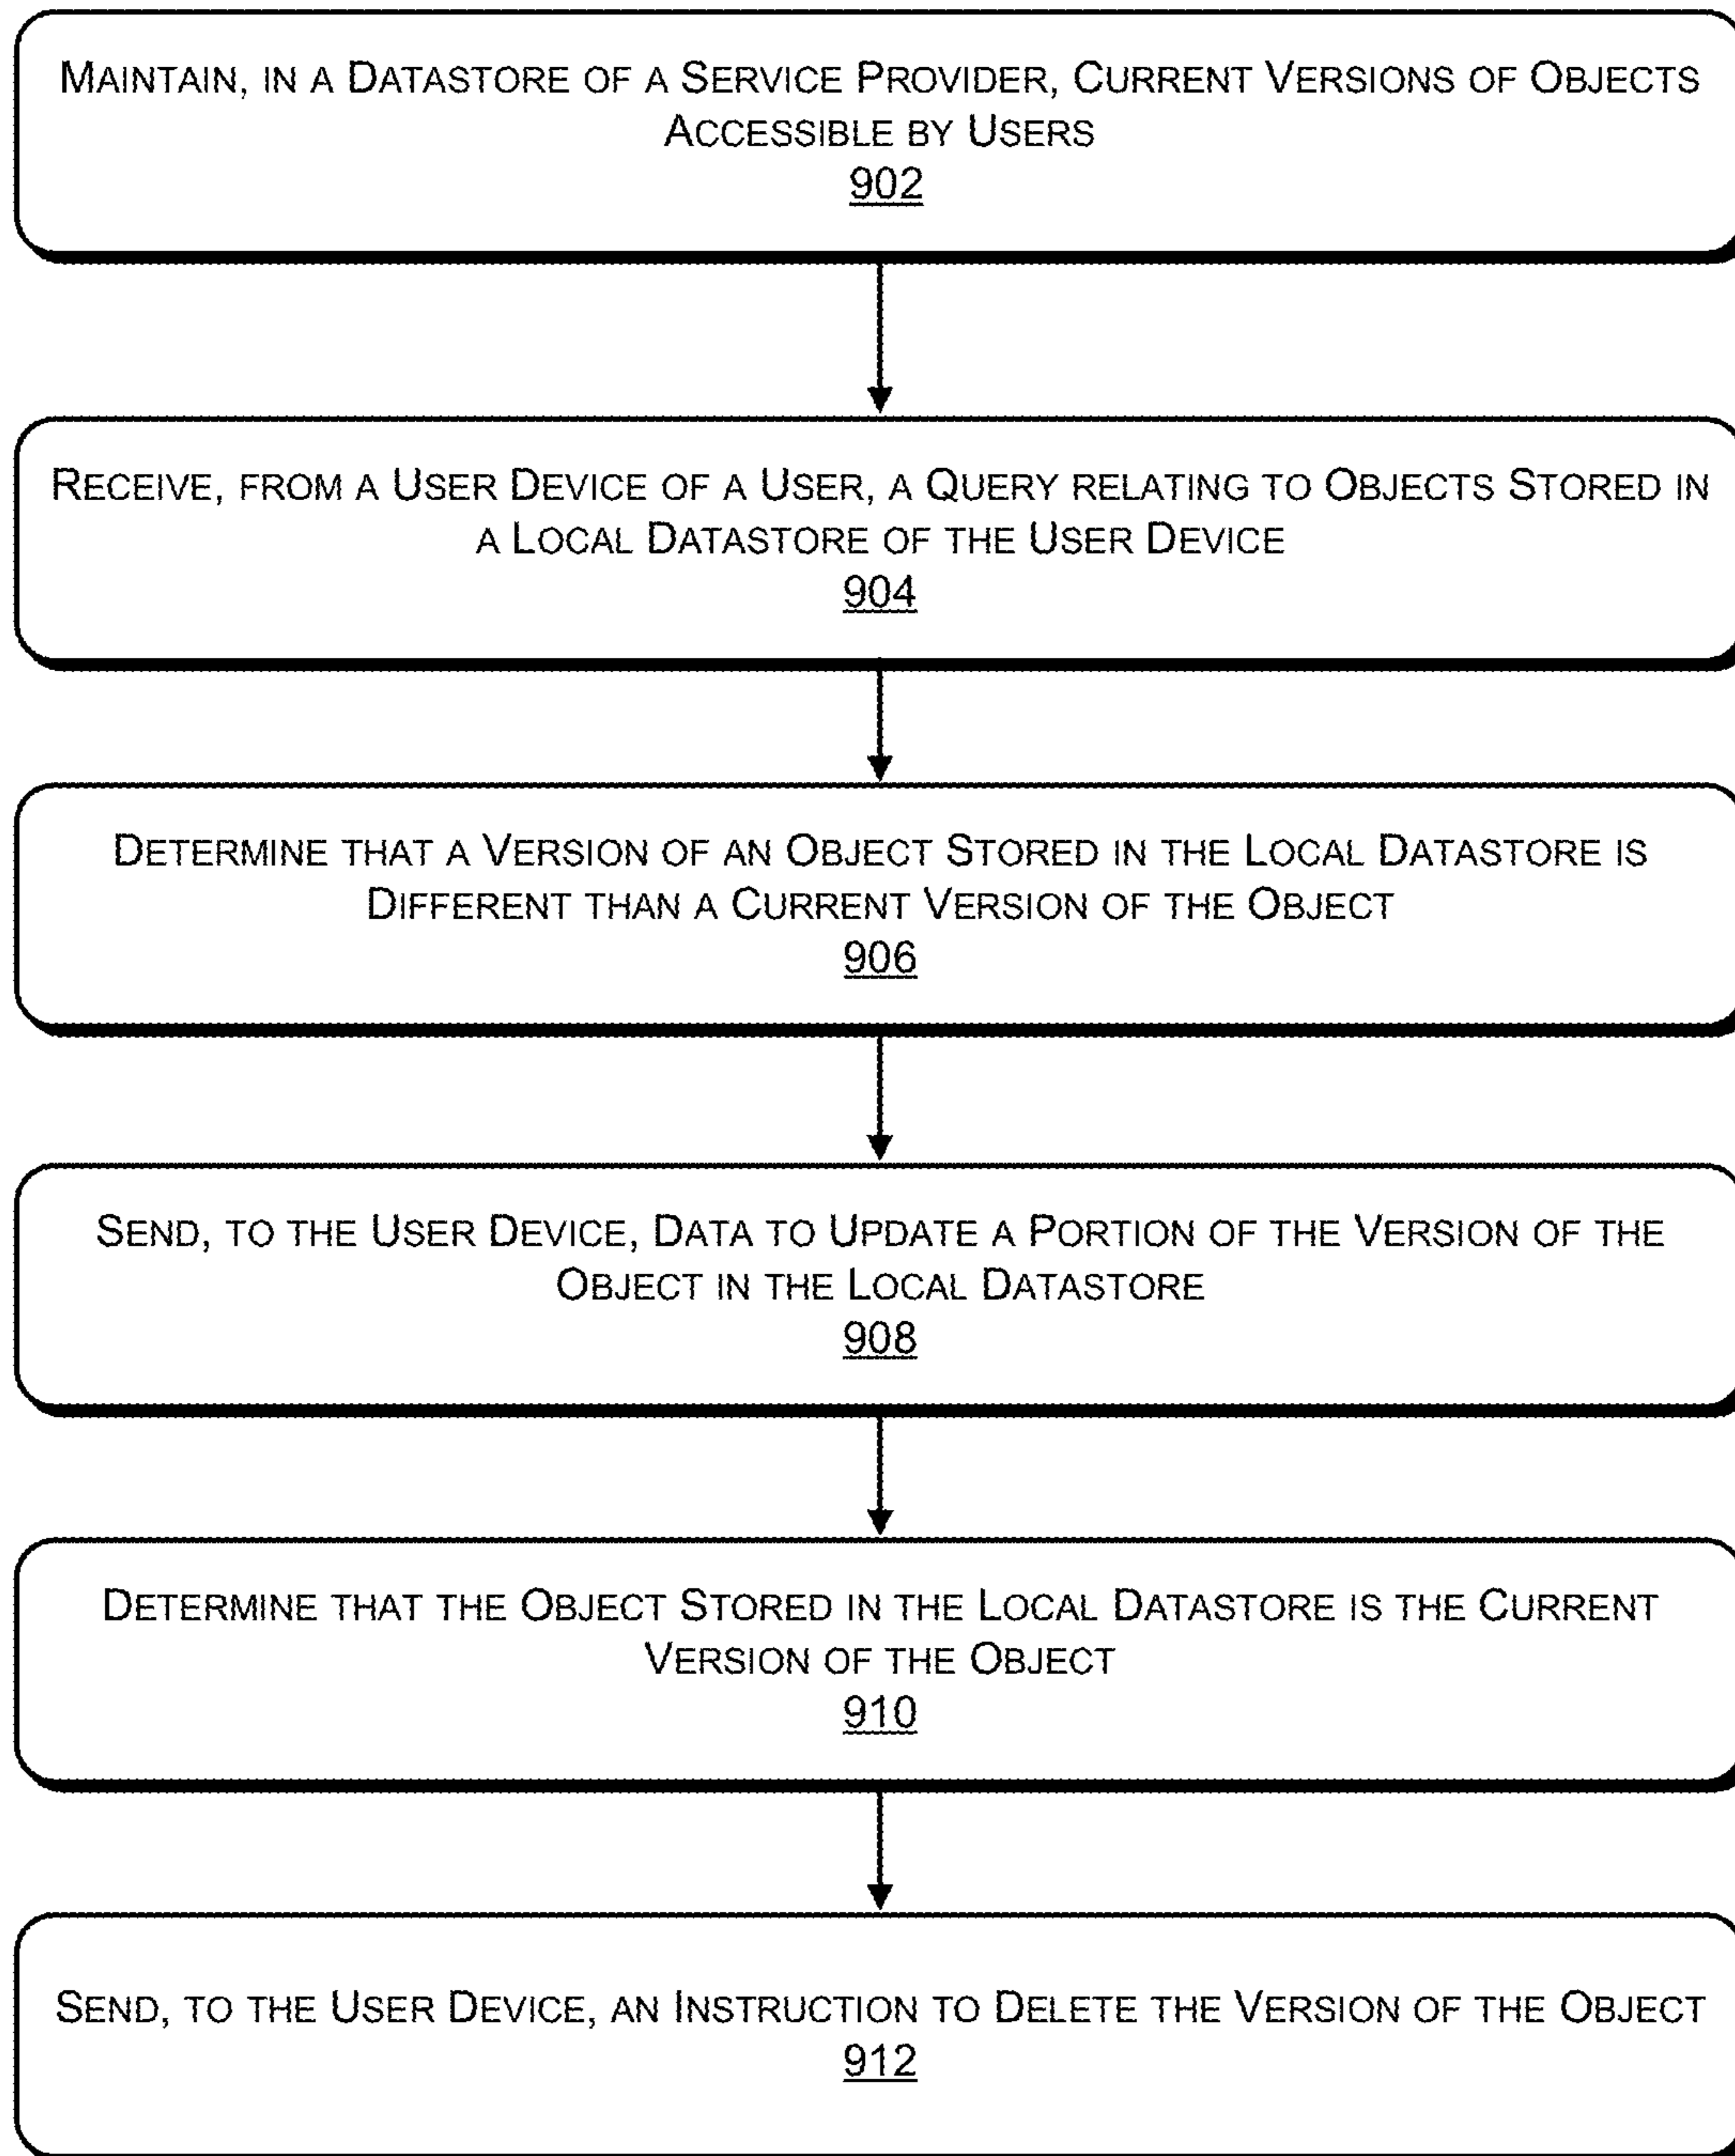 MAINTAIN, IN A DATASTORE OF A SERVICE PROVIDER, CURRENT VERSIONS OF OBJECTS
ACCESSIBLE BY USERS
902
RECEIVE, FROM A USER DEVICE OF A USER, A QUERY RELATING TO OBJECTS STORED IN
A LOCAL DATASTORE OF THE USER DEVICE
904
DETERMINE THAT A VERSION OF AN OBJECT STORED IN THE LOCAL DATASTORE IS
DIFFERENT THAN A CURRENT VERSION OF THE OBJECT
906
SEND, TO THE USER DEVICE, DATA TO UPDATE A PORTION OF THE VERSION OF THE
OBJECT IN THE LOCAL DATASTORE
908
DETERMINE THAT THE OBJECT STORED IN THE LOCAL DATASTORE IS THE CURRENT
VERSION OF THE OBJECT
910
SEND, TO THE USER DEVICE, AN INSTRUCTION TO DELETE THE VERSION OF THE OBJECT
912